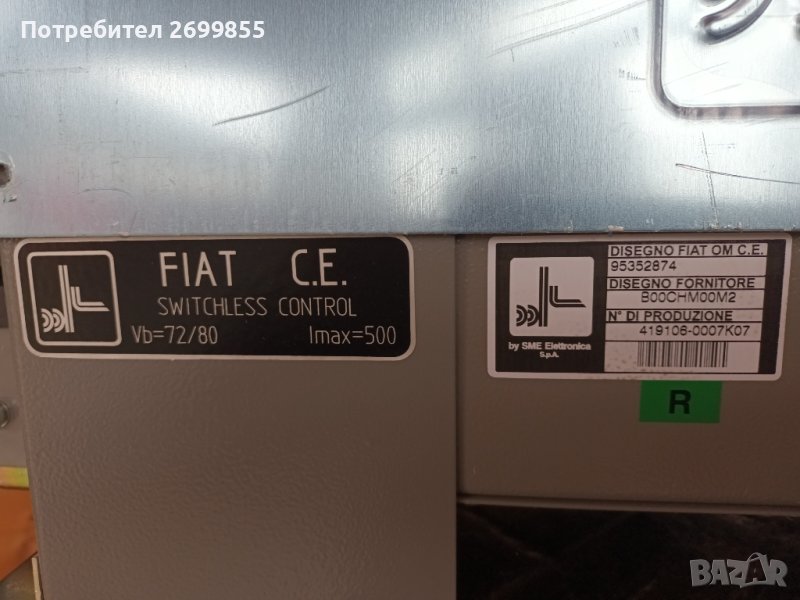 Потребител 2699855
FIAT C.E.
SWITCHLESS CONTROL
Vb=72/80 Imax=500
DISEGNO FIAT OM C.E.
95352874
DISEGNO FORNITORE
B00CHM00M2
N° DI PRODUZIONE
419106-0007K07
by SME Elettronica
S.p.A.
R
BAZAR